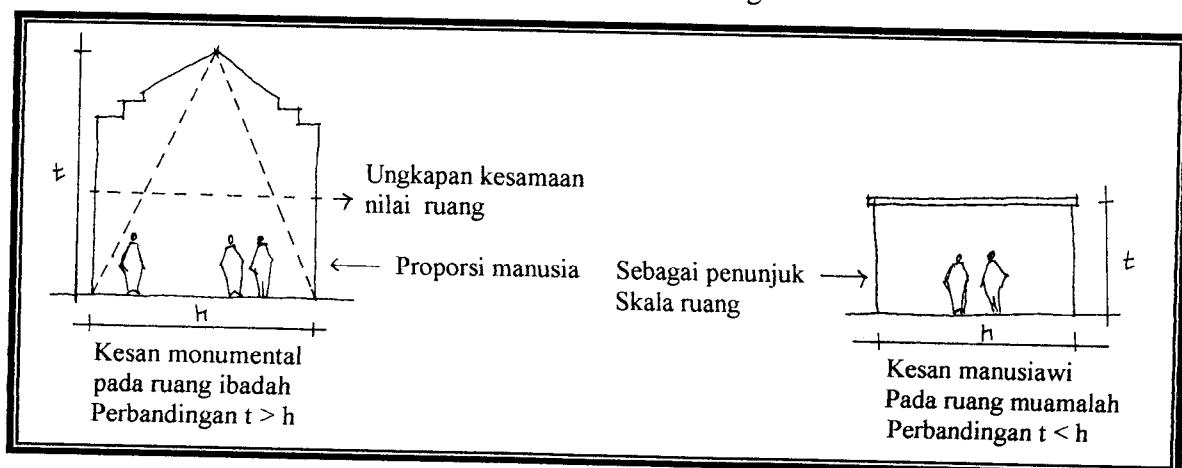 t
Ungkapan kesamaan
nilai ruang
Proporsi manusia
h
Kesan monumental
pada ruang ibadah
Perbandingan t > h
Sebagai penunjuk
Skala ruang
t
h
Kesan manusiawi
Pada ruang muamalah
Perbandingan t < h